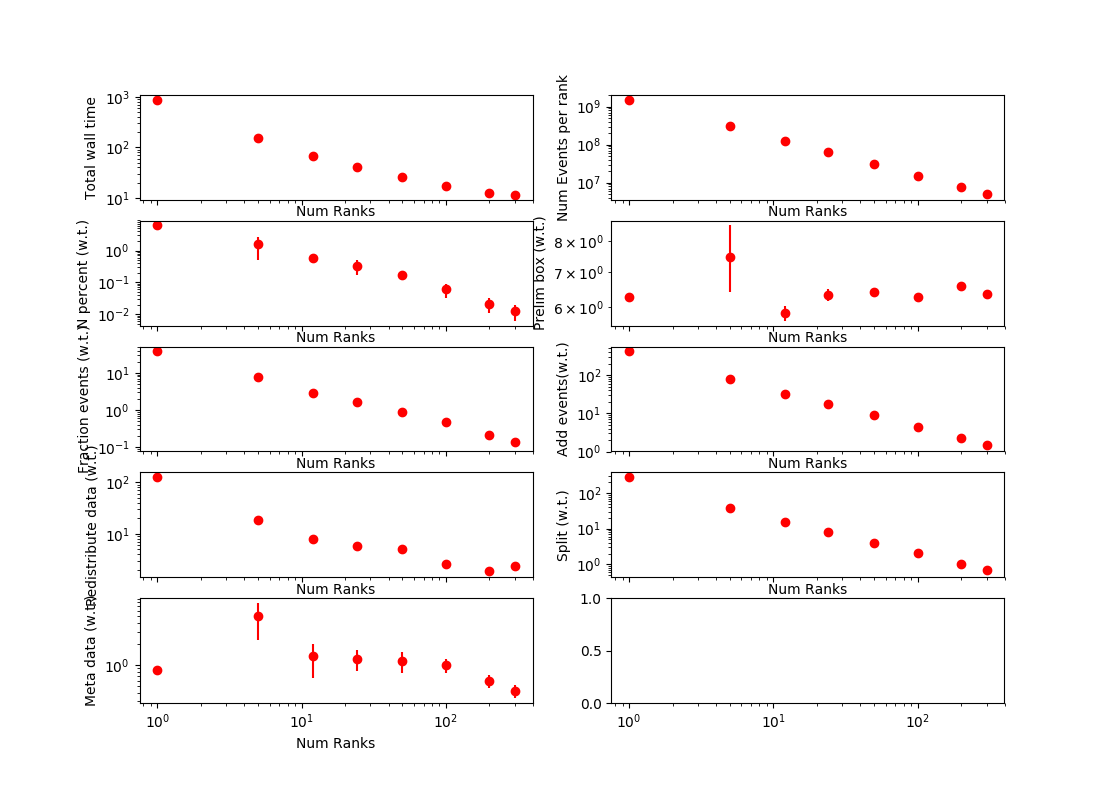 Total wall time
10³
10²
10¹
Num Ranks
Num Events per rank
10⁹
10⁸
10⁷
Num Ranks
N percent (w.t.)
10⁰
10⁻¹
10⁻²
Num Ranks
Prelim box (w.t.)
8 × 10⁰
7 × 10⁰
6 × 10⁰
Num Ranks
Fraction events (w.t.)
10¹
10⁰
10⁻¹
Num Ranks
Add events(w.t.)
10²
10¹
10⁰
Num Ranks
Redistribute data (w.t.)
10²
10¹
Num Ranks
Split (w.t.)
10²
10¹
10⁰
Num Ranks
Meta data (w.t.)
10⁰
10⁰ 10¹ 10²
Num Ranks
1.0
0.5
0.0
10⁰ 10¹ 10²